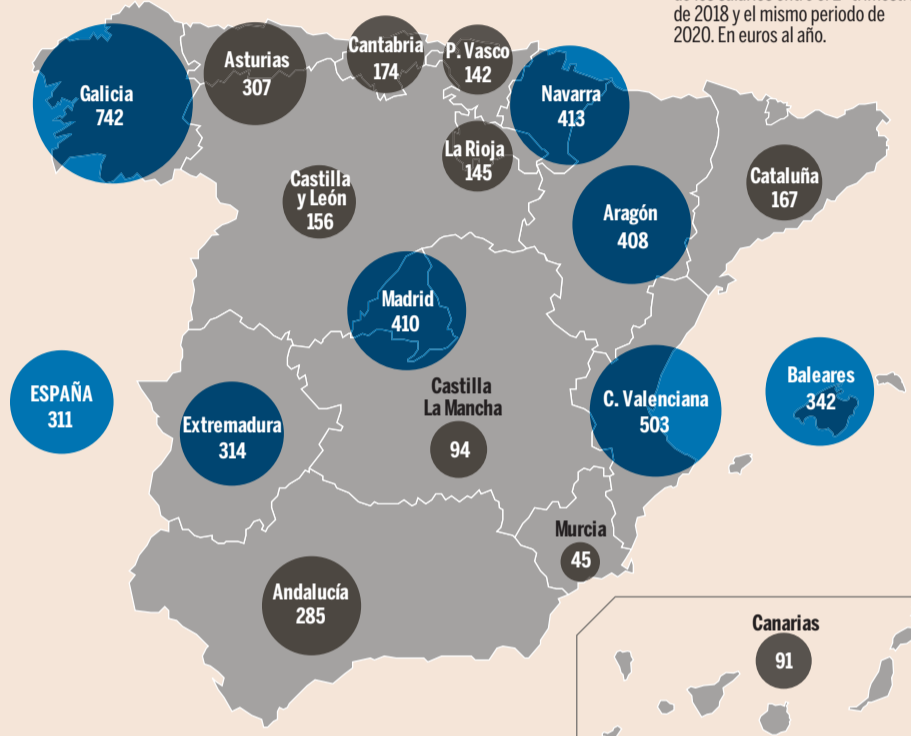 de 2018 y el mismo periodo de
2020. En euros al año.
Galicia
742
Asturias
307
Cantabria
174
P. Vasco
142
Navarra
413
La Rioja
145
Castilla
y León
156
Aragón
408
Cataluña
167
Madrid
410
ESPAÑA
311
Extremadura
314
Castilla
La Mancha
94
C. Valenciana
503
Baleares
342
Murcia
45
Andalucía
285
Canarias
91